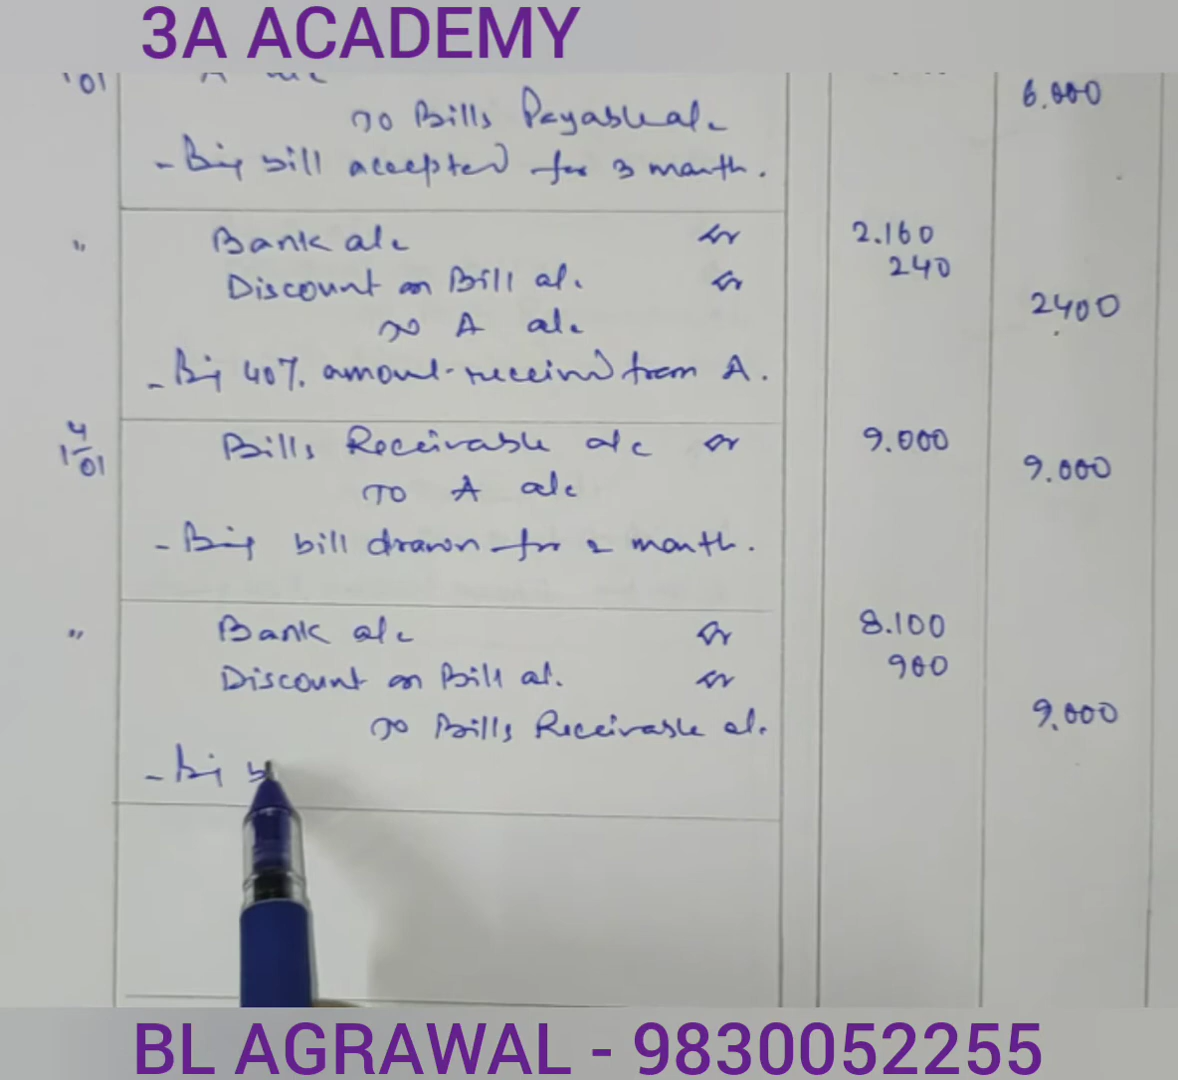 3A ACADEMY
'01 A
6.000
To Bills Payable a/c
- Being bill accepted for 3 month.
" Bank a/c Dr 2.160
Discount on Bill a/c. Dr 240
To A a/c 2400
- Being 40% amount received from A.
4
1/01 Bills Receivable a/c Dr 9.000
To A a/c 9.000
- Being bill drawn for 2 month.
" Bank a/c Dr 8.100
Discount on Bill a/c. Dr 900
To Bills Receivable a/c. 9.000
- Being
BL AGRAWAL - 9830052255